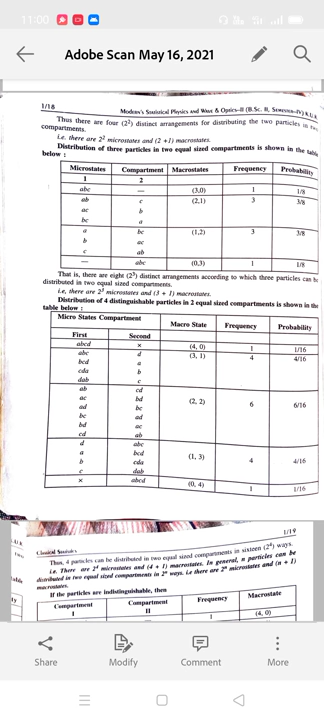 11:00
Adobe Scan May 16, 2021
1/18 Modern's Statistical Physics and Wave & Optics-II (B.Sc. II, Semester-IV) K.U.K
Thus there are four (2²) distinct arrangements for distributing the two particles in two
compartments.
i.e. there are 2² microstates and (2 +1) macrostates.
Distribution of three particles in two equal sized compartments is shown in the table
below :
Microstates Compartment Macrostates Frequency Probability
1 2
abc — (3,0) 1 1/8
ab c (2,1) 3 3/8
ac b
bc a
a bc (1,2) 3 3/8
b ac
c ab
— abc (0,3) 1 1/8
That is, there are eight (2³) distinct arrangements according to which three particles can be
distributed in two equal sized compartments.
i.e, there are 2³ microstates and (3 + 1) macrostates.
Distribution of 4 distinguishable particles in 2 equal sized compartments is shown in the
table below :
Micro States Compartment Macro State Frequency Probability
First Second
abcd × (4, 0) 1 1/16
abc d (3, 1) 4 4/16
bcd a
cda b
dab c
ab cd
ac bd (2, 2) 6 6/16
ad bc
bc ad
bd ac
cd ab
d abc
a bcd (1, 3) 4 4/16
b cda
c dab
× abcd (0, 4) 1 1/16
Classical Statistics 1/19
Thus, 4 particles can be distributed in two equal sized compartments in sixteen (2⁴) ways.
i.e. There are 2⁴ microstates and (4 + 1) macrostates. In general, n particles can be
distributed in two equal sized compartments in 2ⁿ ways. i.e there are 2ⁿ microstates and (n + 1)
macrostates.
If the particles are indistinguishable, then
Compartment Compartment Frequency Macrostate
I II
1 (4, 0)
Share Modify Comment More